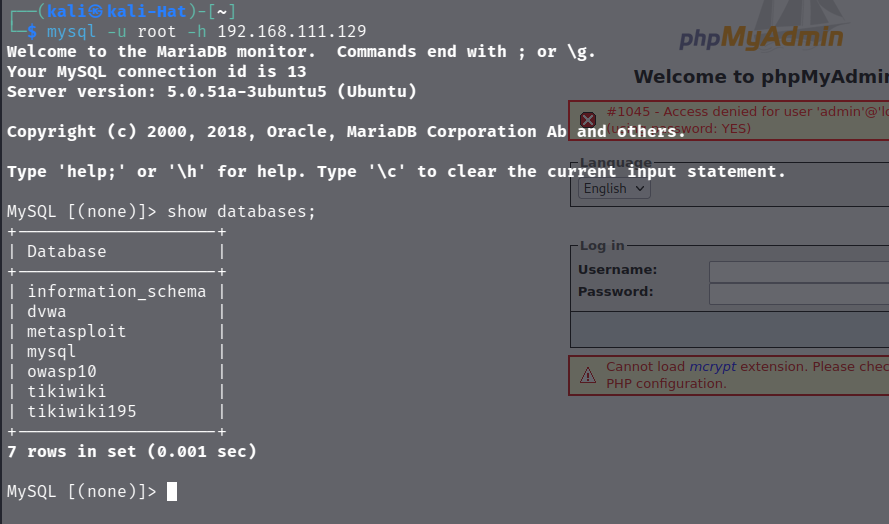 ┌──(kali㉿kali-Hat)-[~]
└─$ mysql -u root -h 192.168.111.129
Welcome to the MariaDB monitor.  Commands end with ; or \g.
Your MySQL connection id is 13
Server version: 5.0.51a-3ubuntu5 (Ubuntu)

Copyright (c) 2000, 2018, Oracle, MariaDB Corporation Ab and others.

Type 'help;' or '\h' for help. Type '\c' to clear the current input statement.

MySQL [(none)]> show databases;
+--------------------+
| Database           |
+--------------------+
| information_schema |
| dvwa               |
| metasploit         |
| mysql              |
| owasp10            |
| tikiwiki           |
| tikiwiki195        |
+--------------------+
7 rows in set (0.001 sec)

MySQL [(none)]>
phpMyAdmin
Welcome to phpMyAdmin
#1045 - Access denied for user 'admin'@'lo
password: YES)
Language
English
Log in
Username:
Password:
Cannot load mcrypt extension. Please chec
PHP configuration.